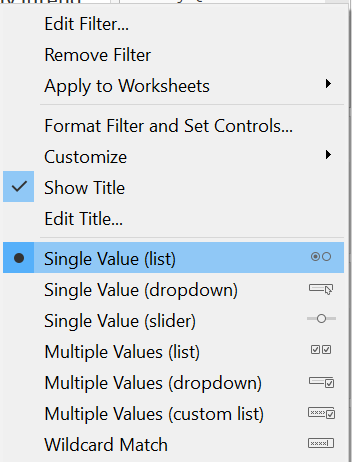 Edit Filter...
Remove Filter
Apply to Worksheets
Format Filter and Set Controls...
Customize
Show Title
Edit Title...
Single Value (list)
Single Value (dropdown)
Single Value (slider)
Multiple Values (list)
Multiple Values (dropdown)
Multiple Values (custom list)
Wildcard Match